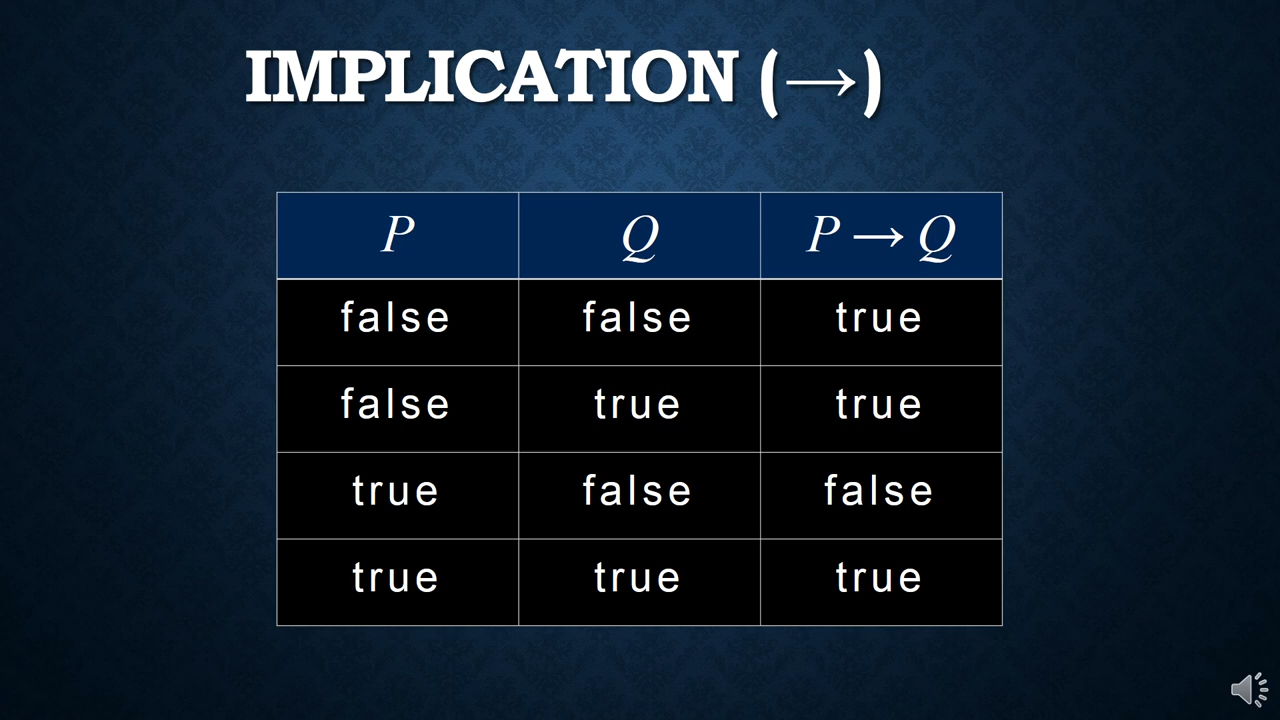 IMPLICATION (→)
P Q P → Q
false false true
false true true
true false false
true true true